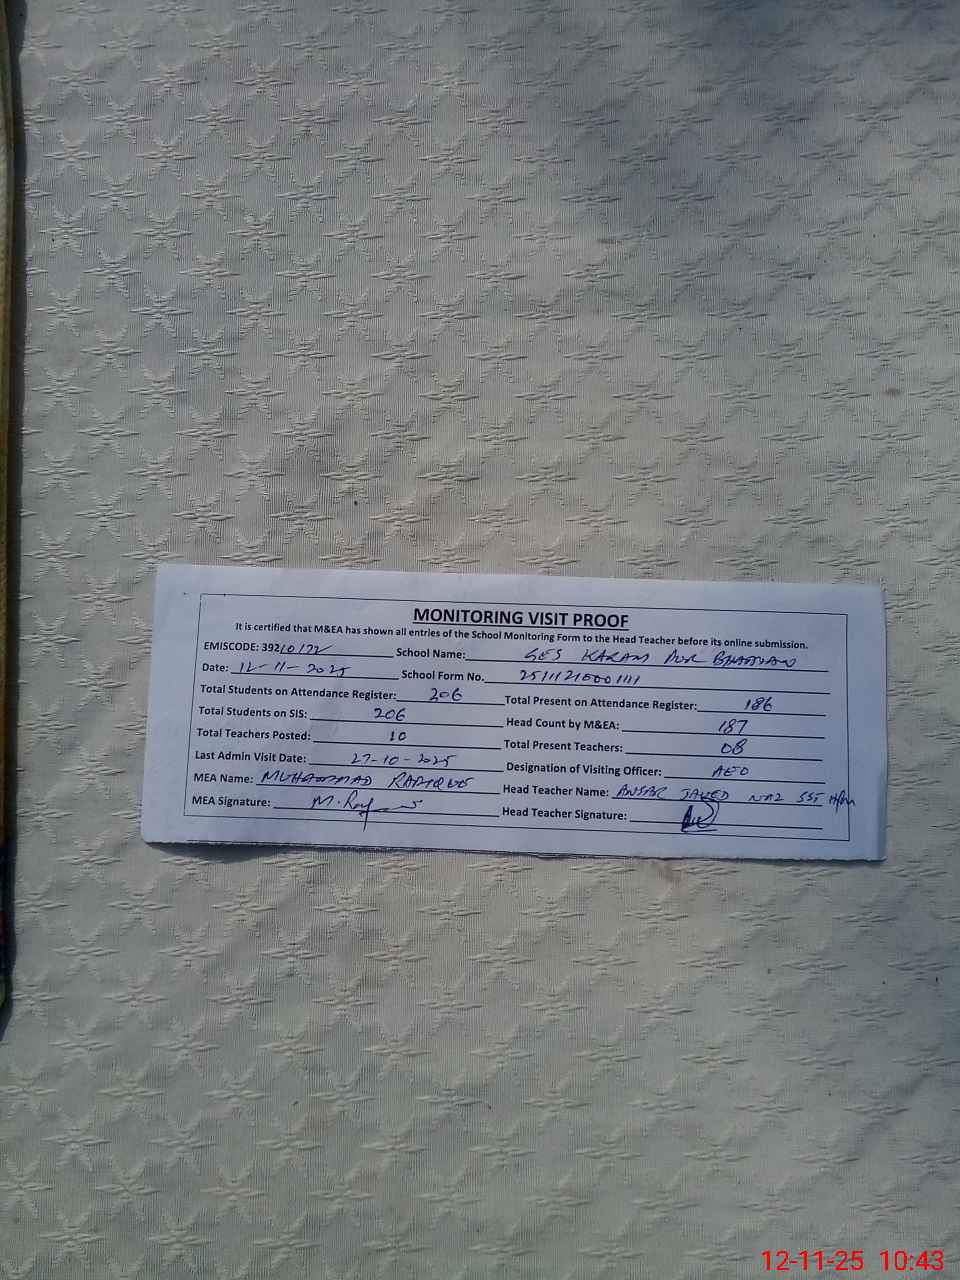 MONITORING VISIT PROOF
It is certified that M&EA has shown all entries of the School Monitoring Form to the Head Teacher before its online submission.
EMISCODE: 39210172 School Name: GES KARAM PUR
Date: 12-11-2025 School Form No.
Total Students on Attendance Register: 206 Total Present on Attendance Register: 186
Total Students on SIS: 206 Head Count by M&EA: 187
Total Teachers Posted: 10 Total Present Teachers: 08
Last Admin Visit Date: 27-10-2025 Designation of Visiting Officer: AEO
MEA Name: MUHAMMAD Head Teacher Name: ANSAR JAVED NAZ SST
MEA Signature: Head Teacher Signature:
12-11-25 10:43